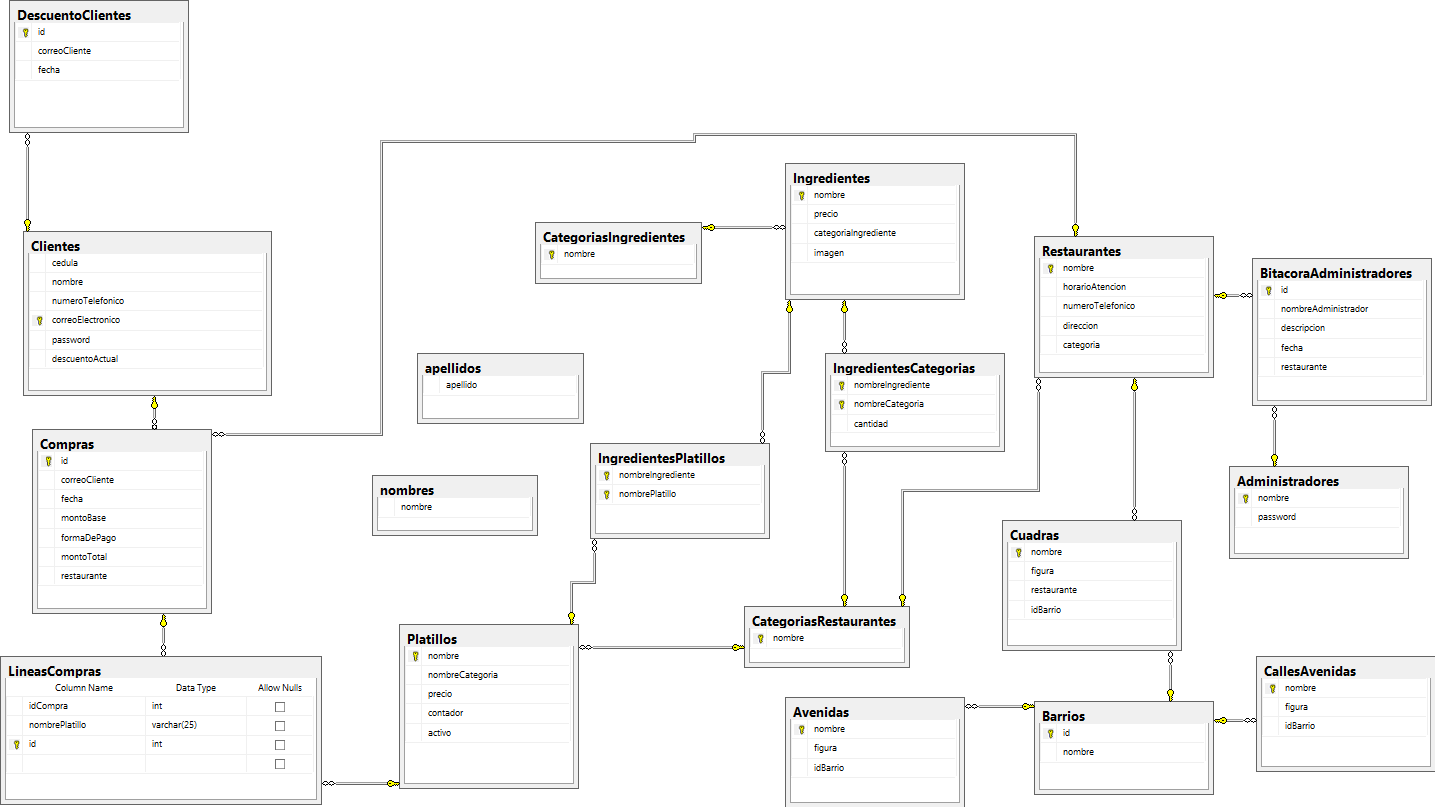 DescuentoClientes
id
correoCliente
fecha
Clientes
cedula
nombre
numeroTelefonico
correoElectronico
password
descuentoActual
Compras
id
correoCliente
fecha
montoBase
formaDePago
montoTotal
restaurante
LineasCompras
Column Name Data Type Allow Nulls
idCompra int
nombrePlatillo varchar(25)
id int
apellidos
apellido
nombres
nombre
CategoriasIngredientes
nombre
Ingredientes
nombre
precio
categoriaIngrediente
imagen
IngredientesCategorias
nombreIngrediente
nombreCategoria
cantidad
IngredientesPlatillos
nombreIngrediente
nombrePlatillo
Platillos
nombre
nombreCategoria
precio
contador
activo
CategoriasRestaurantes
nombre
Restaurantes
nombre
horarioAtencion
numeroTelefonico
direccion
categoria
BitacoraAdministradores
id
nombreAdministrador
descripcion
fecha
restaurante
Administradores
nombre
password
Cuadras
nombre
figura
restaurante
idBarrio
Avenidas
nombre
figura
idBarrio
Barrios
id
nombre
CallesAvenidas
nombre
figura
idBarrio